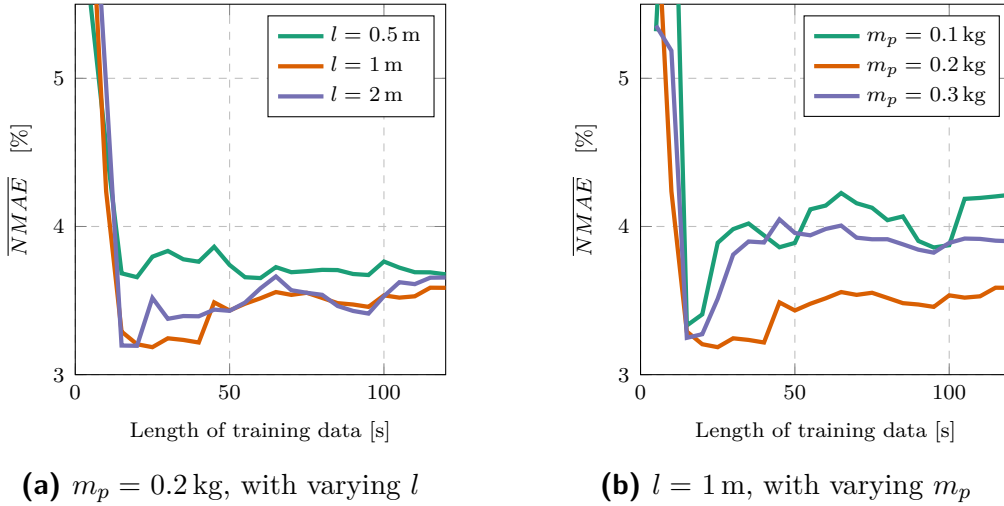 5
4
3
0
50
100
NMAE [%]
Length of training data [s]
l = 0.5 m
l = 1 m
l = 2 m
(a) m_p = 0.2 kg, with varying l
5
4
3
0
50
100
NMAE [%]
Length of training data [s]
m_p = 0.1 kg
m_p = 0.2 kg
m_p = 0.3 kg
(b) l = 1 m, with varying m_p